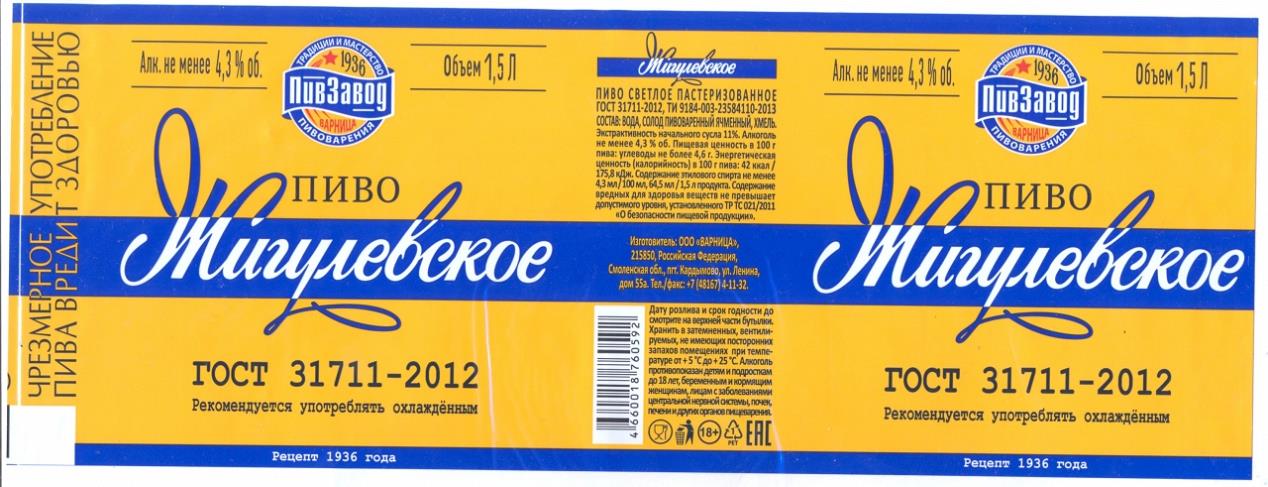 ЧРЕЗМЕРНОЕ УПОТРЕБЛЕНИЕ
ПИВА ВРЕДИТ ЗДОРОВЬЮ
Алк. не менее 4,3 % об.
ТРАДИЦИИ И МАСТЕРСТВО
1936
ПивЗавод
ВАРНИЦА
ПИВОВАРЕНИЯ
Объем 1,5 Л
ПИВО
Жигулевское
ГОСТ 31711-2012
Рекомендуется употреблять охлаждённым
Рецепт 1936 года
Жигулевское
ПИВО СВЕТЛОЕ ПАСТЕРИЗОВАННОЕ
ГОСТ 31711-2012, ТИ 9184-003-23584110-2013
СОСТАВ: ВОДА, СОЛОД ПИВОВАРЕННЫЙ ЯЧМЕННЫЙ, ХМЕЛЬ.
Экстрактивность начального сусла 11%. Алкоголь
не менее 4,3 % об. Пищевая ценность в 100 г
пива: углеводы не более 4,6 г. Энергетическая
ценность (калорийность) в 100 г пива: 42 ккал /
175,8 кДж. Содержание этилового спирта не менее
4,3 мл / 100 мл, 64,5 мл / 1,5 л продукта. Содержание
вредных для здоровья веществ не превышает
допустимого уровня, установленного ТР ТС 021/2011
«О безопасности пищевой продукции».
Изготовитель: ООО «ВАРНИЦА»,
215850, Российская Федерация,
Смоленская обл., пгт. Кардымово, ул. Ленина,
дом 55а. Тел./факс: +7 (48167) 4-11-32.
Дату розлива и срок годности до
смотрите на верхней части бутылки.
Хранить в затемненных, вентили-
руемых, не имеющих посторонних
запахов помещениях при темпе-
ратуре от + 5 °С до + 25 °С. Алкоголь
противопоказан детям и подросткам
до 18 лет, беременным и кормящим
женщинам, лицам с заболеваниями
центральной нервной системы, почек,
печени и других органов пищеварения.
4 660018 760592
18+
1
PET
EAC
Алк. не менее 4,3 % об.
ТРАДИЦИИ И МАСТЕРСТВО
1936
ПивЗавод
ВАРНИЦА
ПИВОВАРЕНИЯ
Объем 1,5 Л
ПИВО
Жигулевское
ГОСТ 31711-2012
Рекомендуется употреблять охлаждённым
Рецепт 1936 года